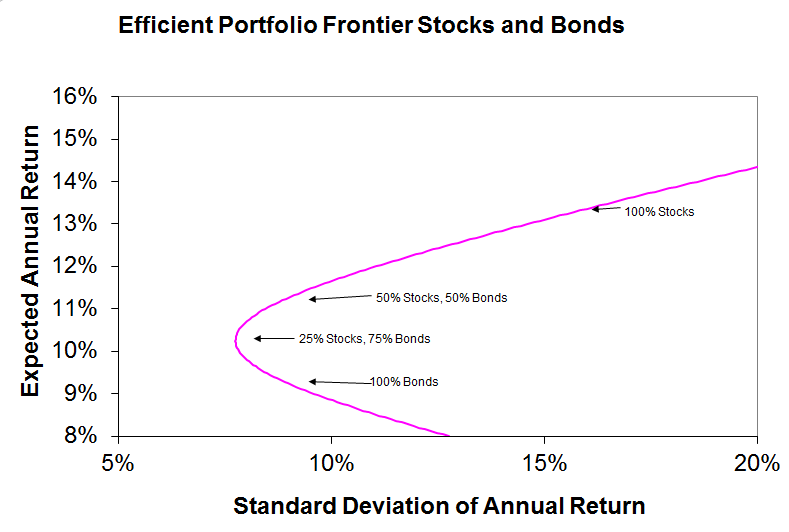 Efficient Portfolio Frontier Stocks and Bonds
Expected Annual Return
16%
15%
14%
13%
12%
11%
10%
9%
8%
100% Stocks
50% Stocks, 50% Bonds
25% Stocks, 75% Bonds
100% Bonds
5%
10%
15%
20%
Standard Deviation of Annual Return